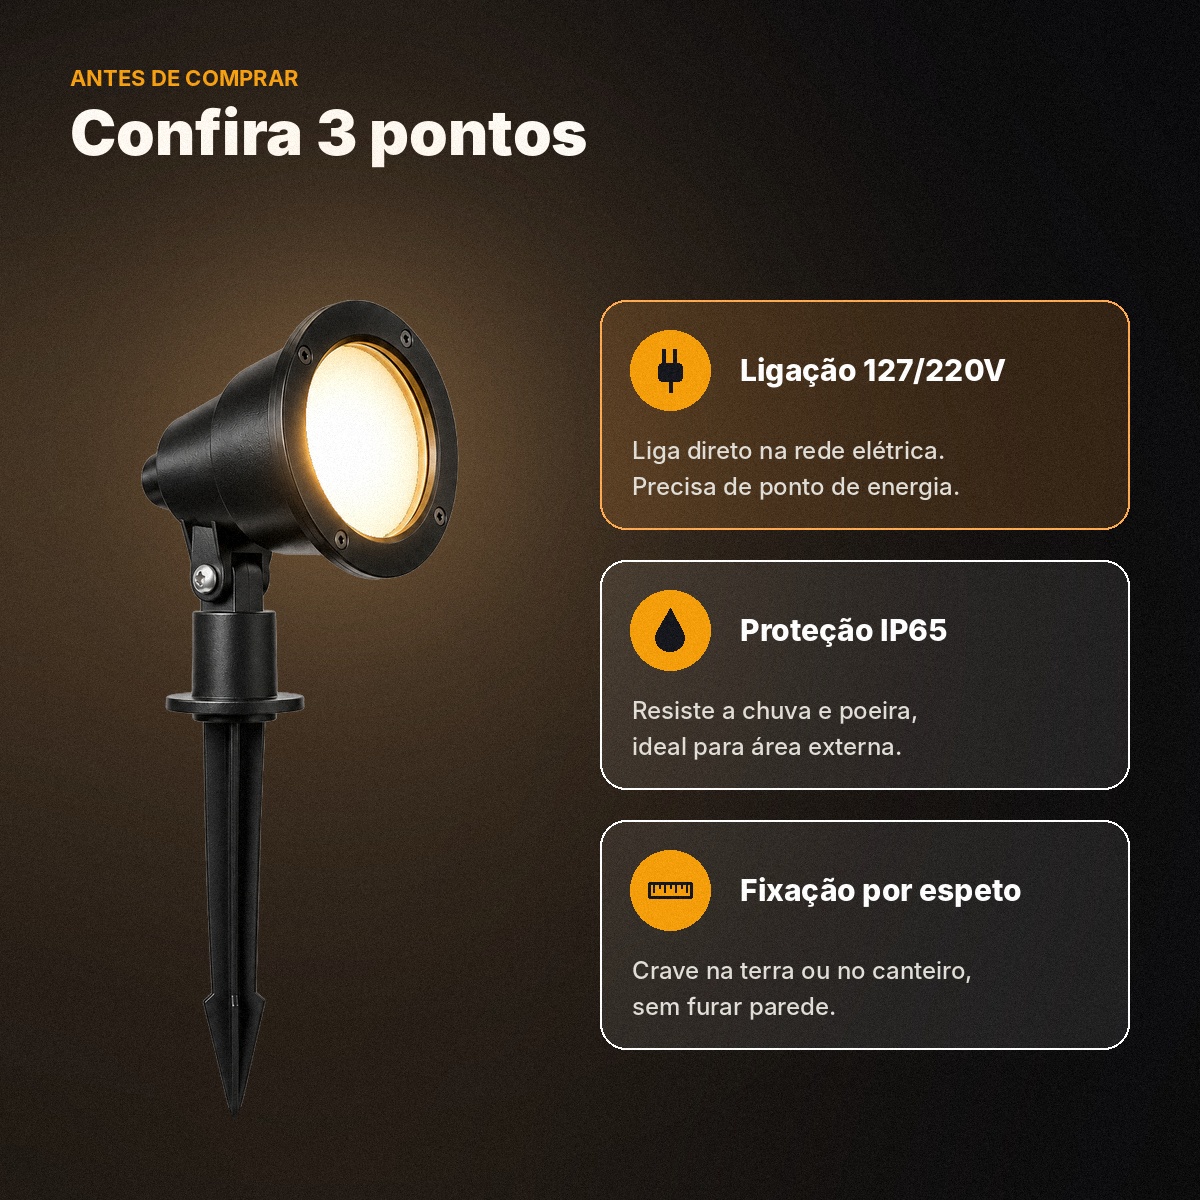 ANTES DE COMPRAR
Confira 3 pontos
Ligação 127/220V
Liga direto na rede elétrica.
Precisa de ponto de energia.
Proteção IP65
Resiste a chuva e poeira,
ideal para área externa.
Fixação por espeto
Crave na terra ou no canteiro,
sem furar parede.